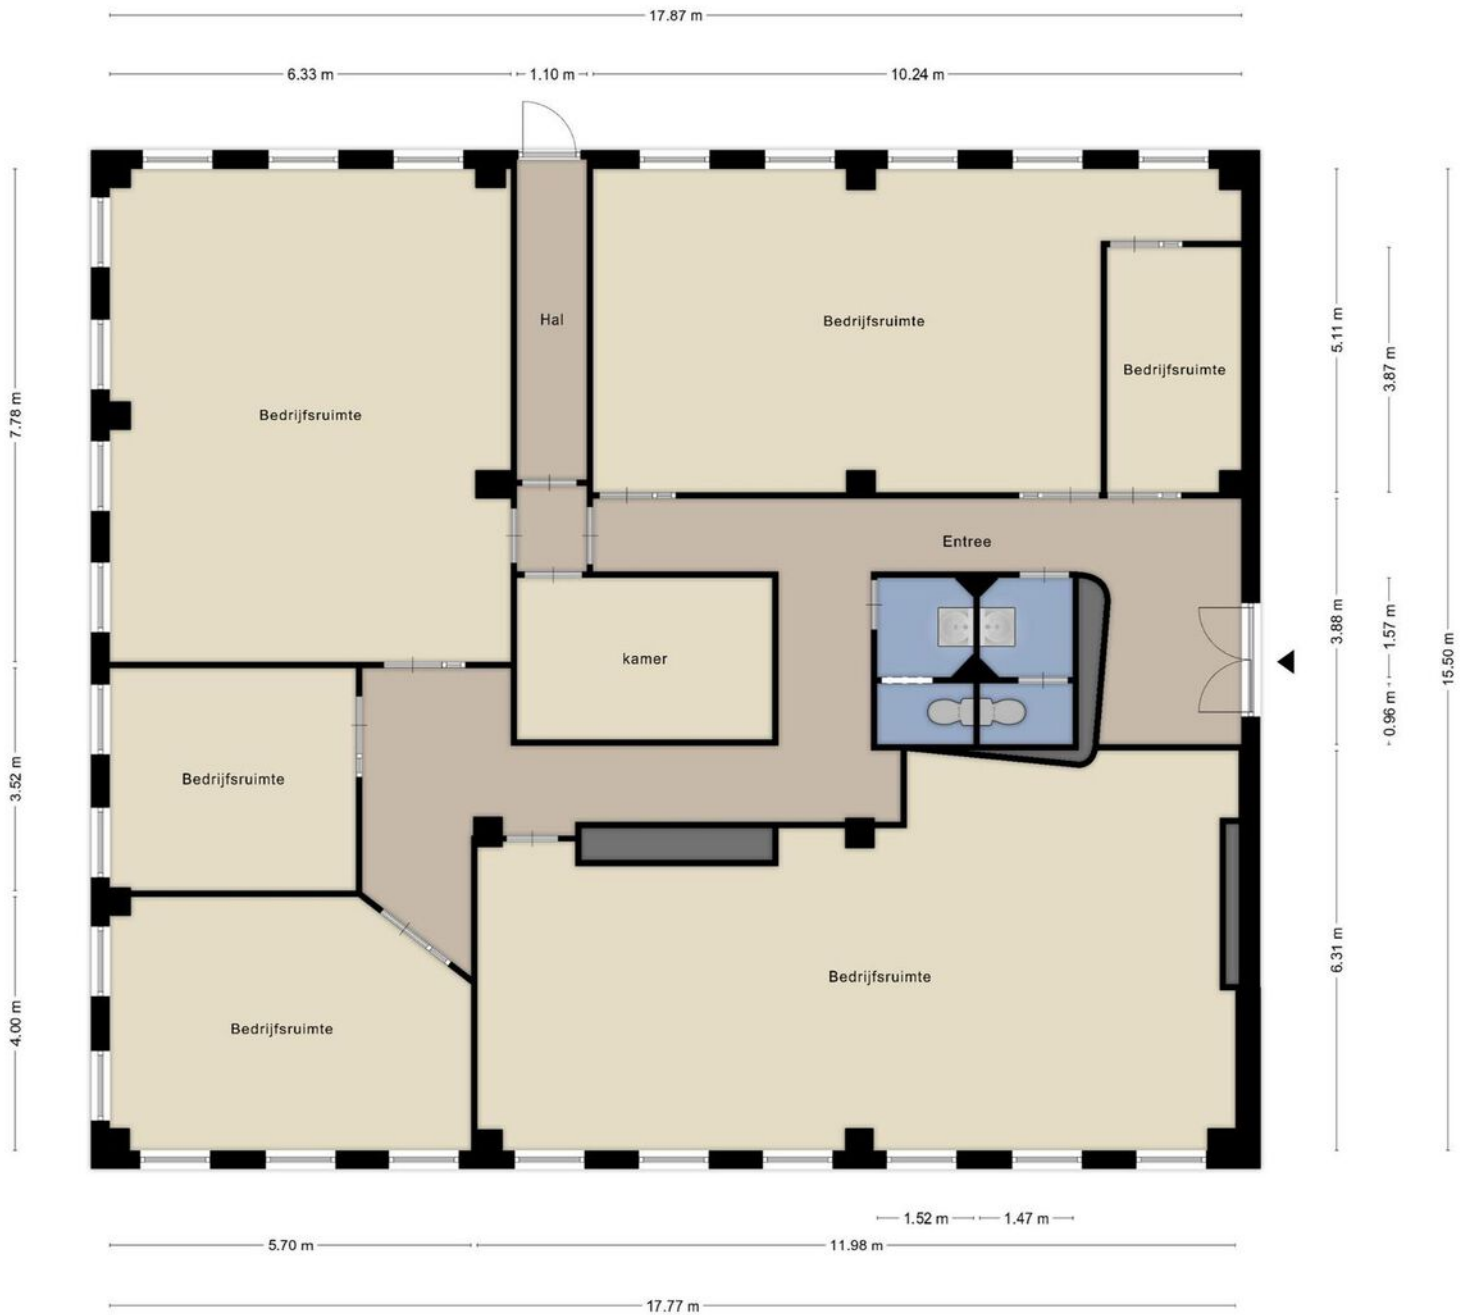 17.87 m
6.33 m
1.10 m
10.24 m
Hal
Bedrijfsruimte
Bedrijfsruimte
Bedrijfsruimte
Entree
kamer
Bedrijfsruimte
Bedrijfsruimte
Bedrijfsruimte
7.78 m
3.52 m
4.00 m
5.11 m
3.87 m
3.88 m
1.57 m
0.96 m
15.50 m
6.31 m
1.52 m
1.47 m
5.70 m
11.98 m
17.77 m